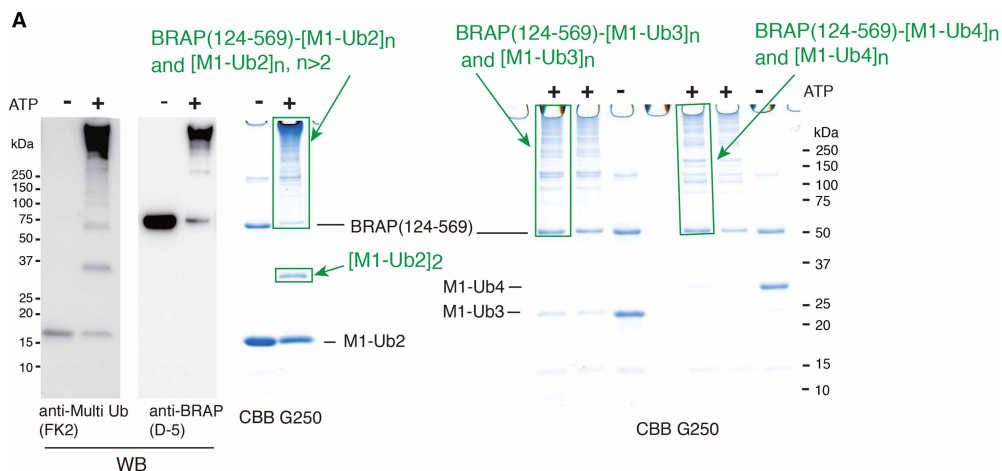 A
BRAP(124-569)-[M1-Ub2]n
and [M1-Ub2]n, n>2
BRAP(124-569)-[M1-Ub3]n
and [M1-Ub3]n
BRAP(124-569)-[M1-Ub4]n
and [M1-Ub4]n
ATP - + - + - + + + - + + - ATP
kDa
250
150
100
75
50
37
25
20
15
10
BRAP(124-569)
[M1-Ub2]2
M1-Ub2
M1-Ub4
M1-Ub3
kDa
250
150
100
75
50
37
25
20
15
10
anti-Multi Ub
(FK2)
anti-BRAP
(D-5)
WB
CBB G250
CBB G250